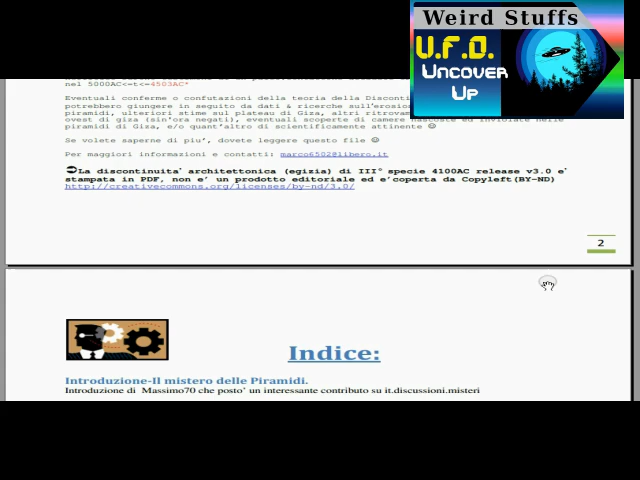 Weird Stuffs
U.F.O.
Uncover
Up
nel 5000AC<=t<=4503AC*
Eventuali conferme o confutazioni della teoria della
potrebbero giungere in seguito da dati & ricerche
piramidi, ulteriori stime sul plateau di Giza, altri
ovest di giza (sin'ora negati), eventuali scoperte di camere nascoste ed inviolate nelle
piramidi di Giza, e/o quant'altro di scientificamente attinente ☺
Se volete saperne di piu', dovete leggere questo file ☺
Per maggiori informazioni e contatti: marco6502@libero.it
➲La discontinuita' architettonica (egizia) di III° specie 4100AC release v3.0 e'
stampata in PDF, non e' un prodotto editoriale ed e'coperta da Copyleft(BY-ND)
http://creativecommons.org/licenses/by-nd/3.0/
2
Indice:
Introduzione-Il mistero delle Piramidi.
Introduzione di Massimo70 che posto' un interessante contributo su it.discussioni.misteri